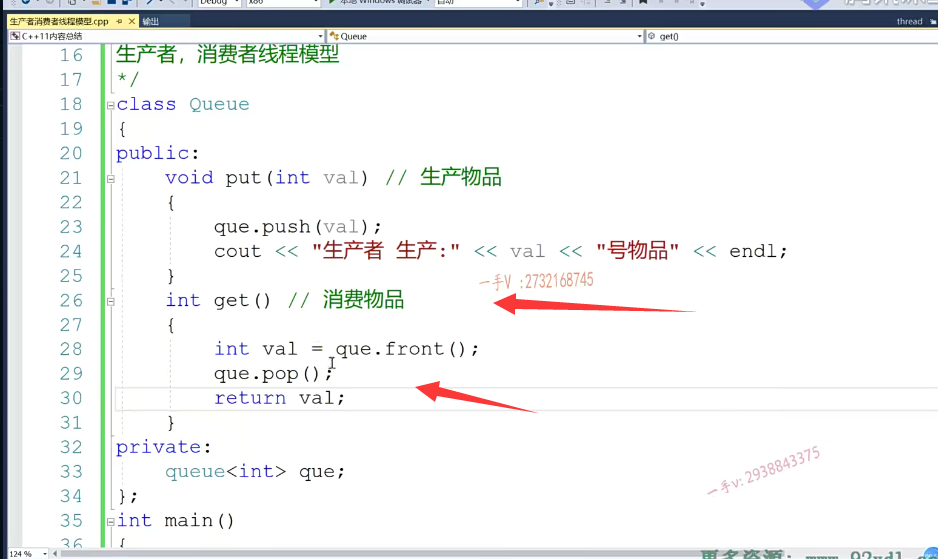 Debug x86 本地 Windows 调试器 自动
生产者消费者线程模型.cpp 输出 thread
C++11内容总结 Queue get()
16 生产者，消费者线程模型
17 */
18 class Queue
19 {
20 public:
21 void put(int val) // 生产物品
22 {
23 que.push(val);
24 cout << "生产者 生产:" << val << "号物品" << endl;
25 }
一手V :2732168745
26 int get() // 消费物品
27 {
28 int val = que.front();
29 que.pop();
30 return val;
31 }
32 private:
33 queue<int> que;
一手v: 2938843375
34 };
35 int main()
36 {
124 %
更多资源: